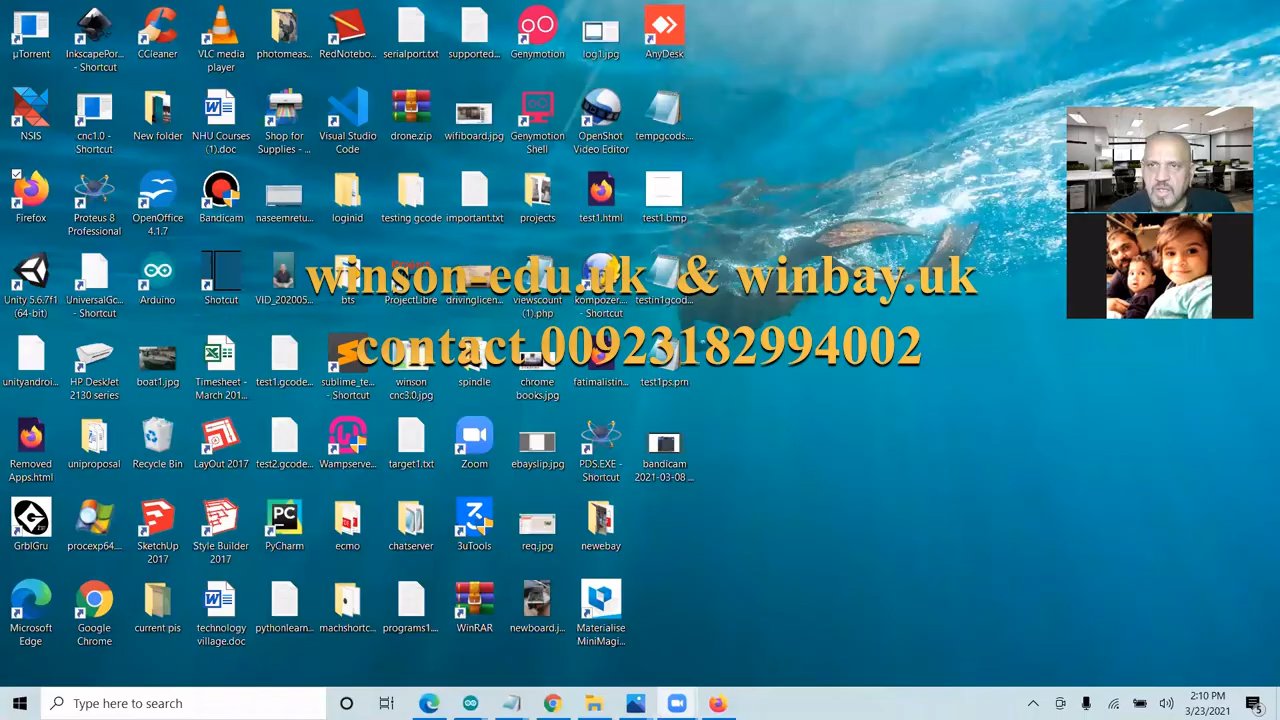 µTorrent
InkscapePor... - Shortcut
CCleaner
VLC media player
photomeas...
RedNotebo...
serialport.txt
supported...
Genymotion
log1.jpg
AnyDesk
NSIS
cnc1.0 - Shortcut
New folder
NHU Courses (1).doc
Shop for Supplies - ...
Visual Studio Code
drone.zip
wifiboard.jpg
Genymotion Shell
OpenShot Video Editor
tempgcods...
Firefox
Proteus 8 Professional
OpenOffice 4.1.7
Bandicam
naseemretu...
loginid
testing gcode
important.txt
projects
test1.html
test1.bmp
winson-edu.uk & winbay.uk
Unity 5.6.7f1 (64-bit)
UniversalGc... - Shortcut
Arduino
Shotcut
VID_202005...
bts
ProjectLibre
drivinglicen...
viewscount (1).php
kompozer... - Shortcut
testin1gcod...
contact 00923182994002
unityandroi...
HP DeskJet 2130 series
boat1.jpg
Timesheet - March 201...
test1.gcode...
sublime_te... - Shortcut
winson cnc3.0.jpg
spindle
chrome books.jpg
fatimalistin...
test1ps.prn
Removed Apps.html
uniproposal
Recycle Bin
LayOut 2017
test2.gcode...
Wampserve...
target1.txt
Zoom
ebayslip.jpg
PDS.EXE - Shortcut
bandicam 2021-03-08 ...
GrblGru
procexp64....
SketchUp 2017
Style Builder 2017
PC
PyCharm
ecmo
chatserver
3uTools
req.jpg
newebay
Microsoft Edge
Google Chrome
current pis
technology village.doc
pythonlearn...
machshortc...
programs1....
WinRAR
newboard.j...
Materialise MiniMagi...
Type here to search
2:10 PM
3/23/2021
5